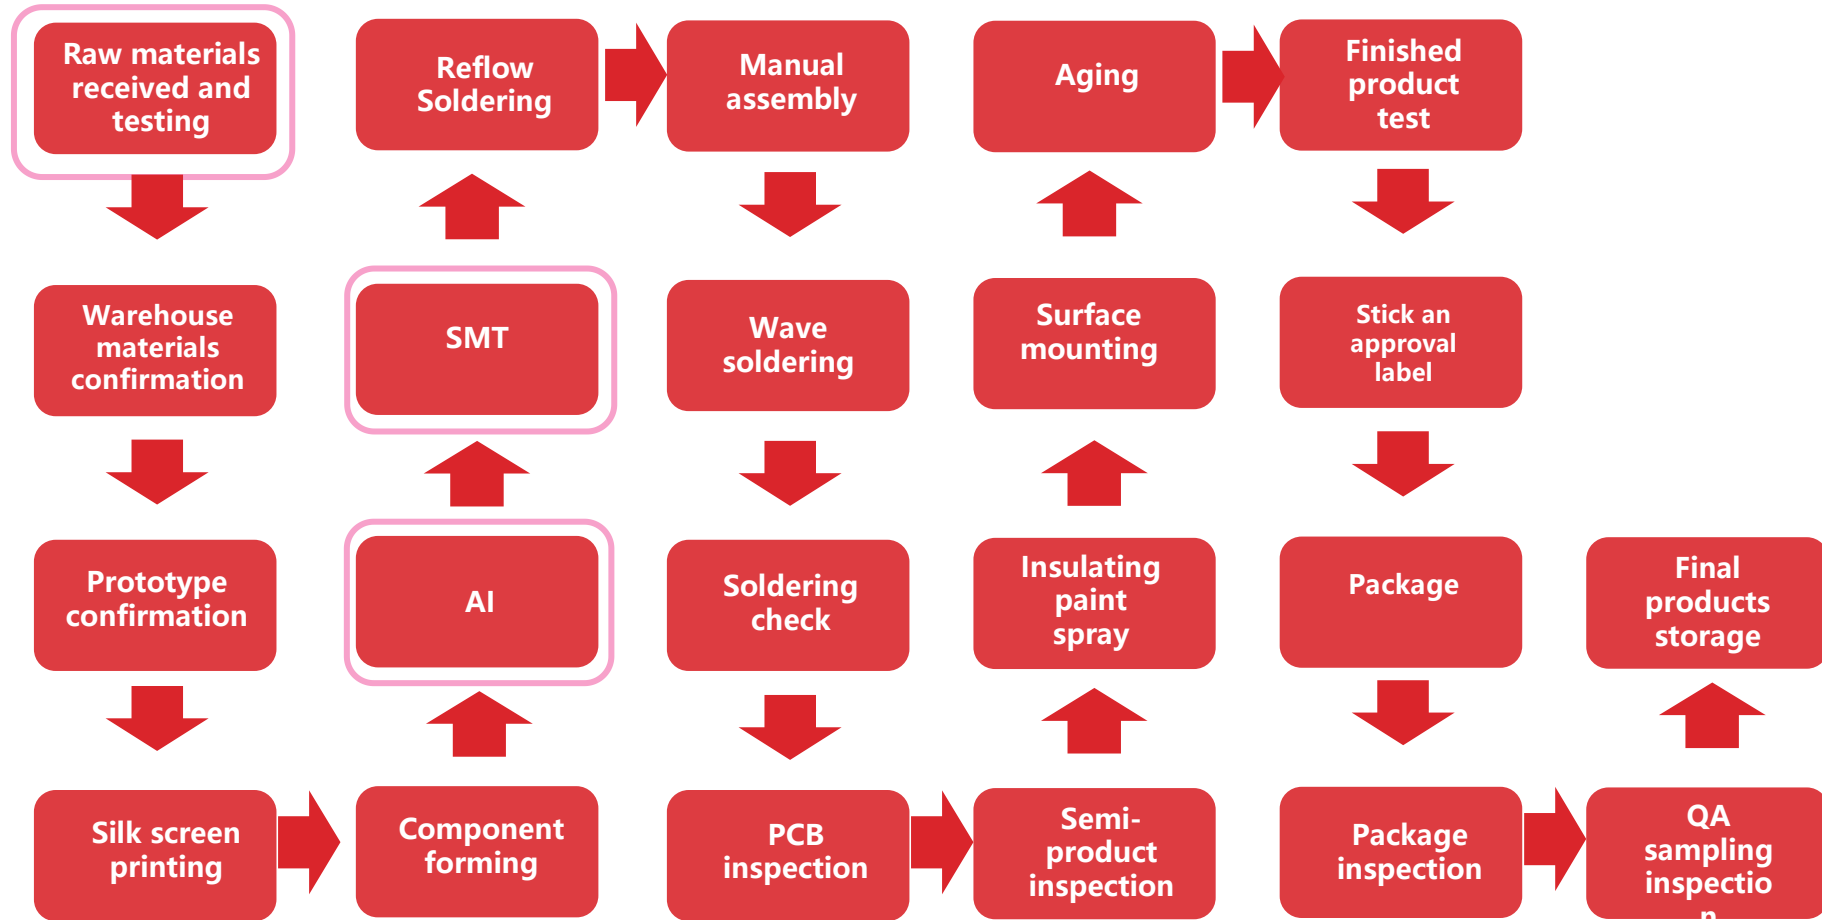 Raw materials
received and
testing
Warehouse
materials
confirmation
Prototype
confirmation
Silk screen
printing
Component
forming
AI
SMT
Reflow
Soldering
Manual
assembly
Wave
soldering
Soldering
check
PCB
inspection
Semi-
product
inspection
Insulating
paint
spray
Surface
mounting
Aging
Finished
product
test
Stick an
approval
label
Package
Package
inspection
QA
sampling
inspectio
n
Final
products
storage